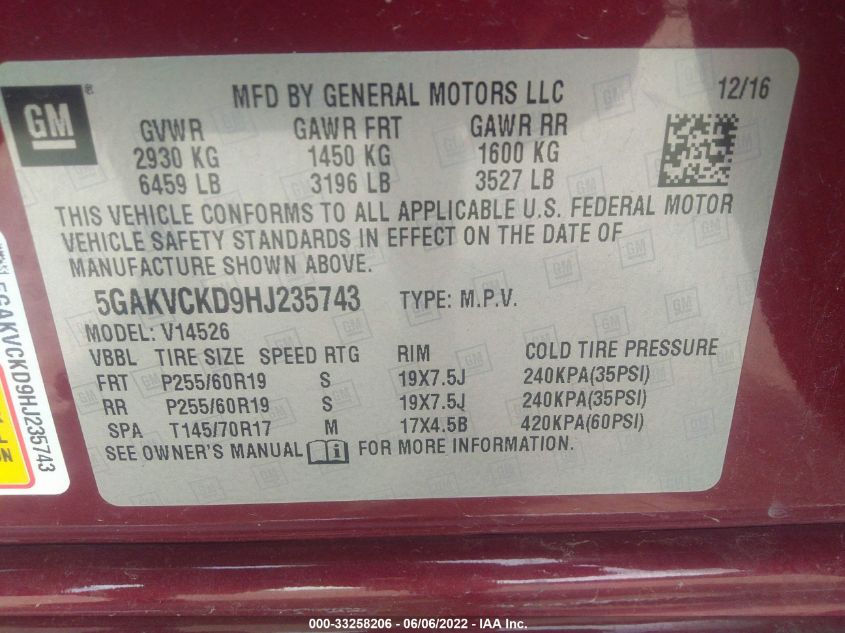 GM ®
MFD BY GENERAL MOTORS LLC 12/16
GVWR GAWR FRT GAWR RR
2930 KG 1450 KG 1600 KG
6459 LB 3196 LB 3527 LB
THIS VEHICLE CONFORMS TO ALL APPLICABLE U.S. FEDERAL MOTOR
VEHICLE SAFETY STANDARDS IN EFFECT ON THE DATE OF
MANUFACTURE SHOWN ABOVE.
5GAKVCKD9HJ235743 TYPE: M.P.V.
MODEL: V14526
VBBL TIRE SIZE SPEED RTG RIM COLD TIRE PRESSURE
FRT P255/60R19 S 19X7.5J 240KPA(35PSI)
RR P255/60R19 S 19X7.5J 240KPA(35PSI)
SPA T145/70R17 M 17X4.5B 420KPA(60PSI)
SEE OWNER'S MANUAL i FOR MORE INFORMATION.
5GAKVCKD9HJ235743
000-33258206 - 06/06/2022 - IAA Inc.